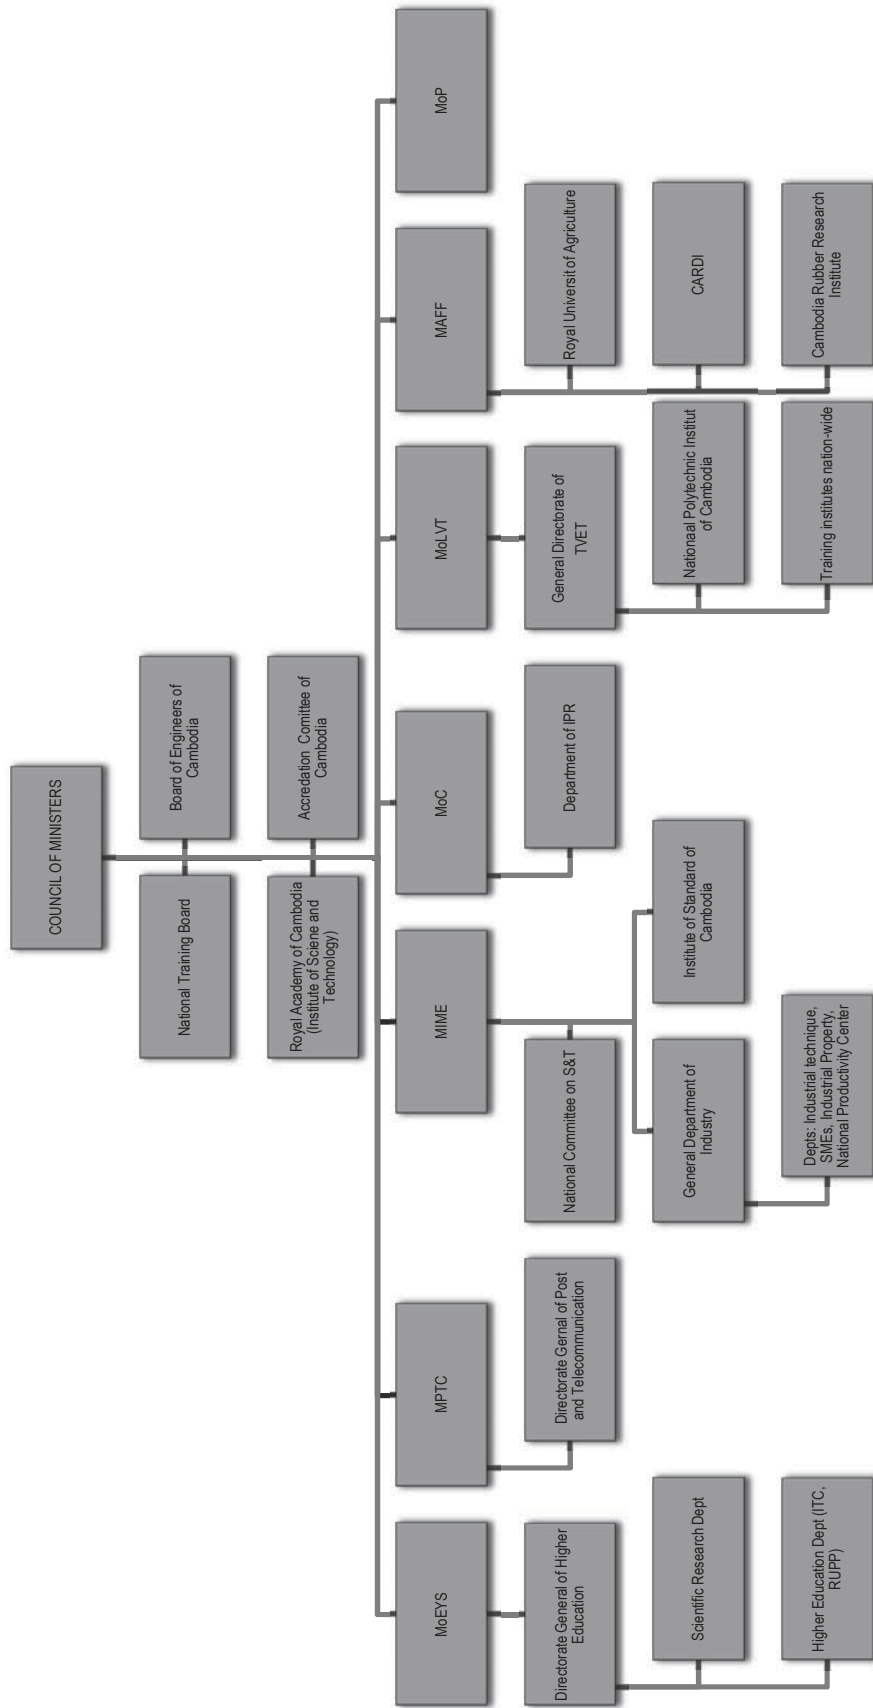 COUNCIL OF MINISTERS
National Training Board
Board of Engineers of
Cambodia
Royal Academy of Cambodia
(Institute of Sciene and
Technology)
Accredation Comittee of
Cambodia
MoEYS
MPTC
MIME
MoC
MoLVT
MAFF
MoP
Directorate General of Higher
Education
Scientific Research Dept
Higher Education Dept (ITC,
RUPP)
Directorate Gernal of Post
and Telecommunication
National Committee on S&T
General Department of
Industry
Institute of Standard of
Cambodia
Depts: Industrial technique,
SMEs, Industrial Property,
National Productivity Center
Department of IPR
General Directorate of
TVET
Nationaal Polytechnic Institut
of Cambodia
Training institutes nation-wide
Royal Universit of Agriculture
CARDI
Cambodia Rubber Research
Institute